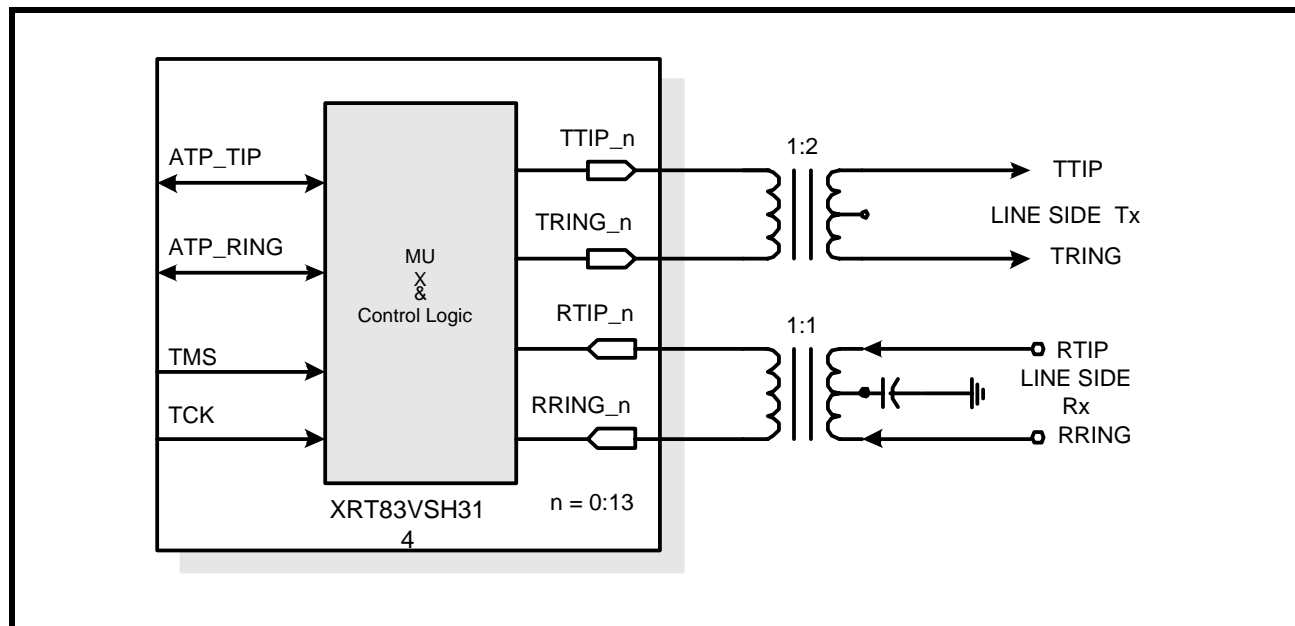 ATP_TIP
ATP_RING
TMS
TCK
MU
X
&
Control Logic
XRT83VSH31
4
TTIP_n
TRING_n
RTIP_n
RRING_n
n = 0:13
1:2
1:1
TTIP
LINE SIDE Tx
TRING
RTIP
LINE SIDE
Rx
RRING